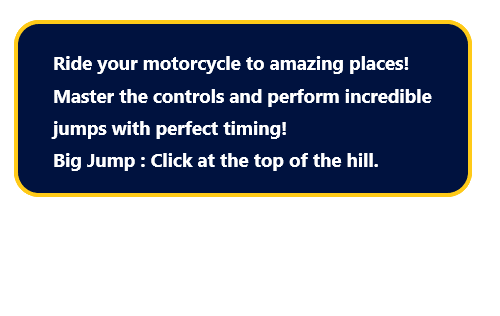 Ride your motorcycle to amazing places!
Master the controls and perform incredible
jumps with perfect timing!
Big Jump : Click at the top of the hill.